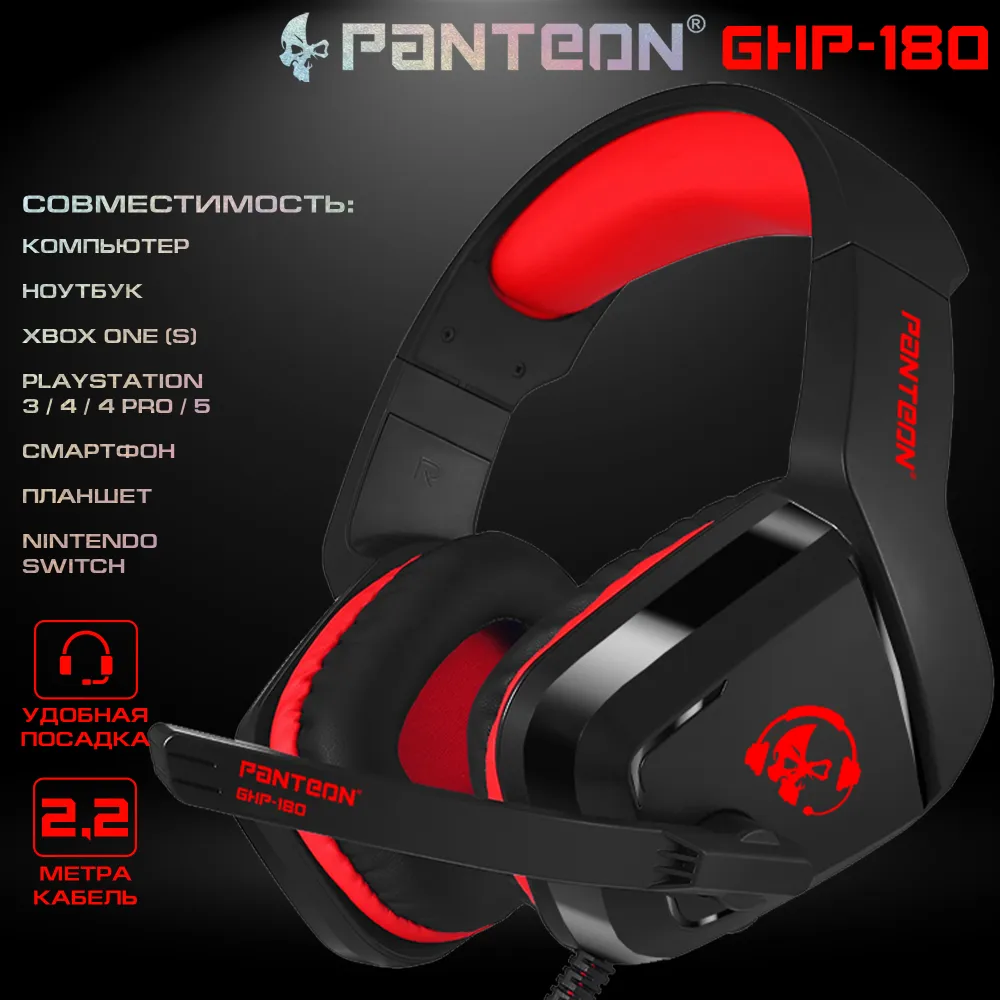 PANTEON® GHP-180
СОВМЕСТИМОСТЬ:
КОМПЬЮТЕР
НОУТБУК
XBOX ONE (S)
PLAYSTATION
3 / 4 / 4 PRO / 5
СМАРТФОН
ПЛАНШЕТ
NINTENDO
SWITCH
УДОБНАЯ
ПОСАДКА
2,2
МЕТРА
КАБЕЛЬ
R
PANTEON®
PANTEON®
GHP-180